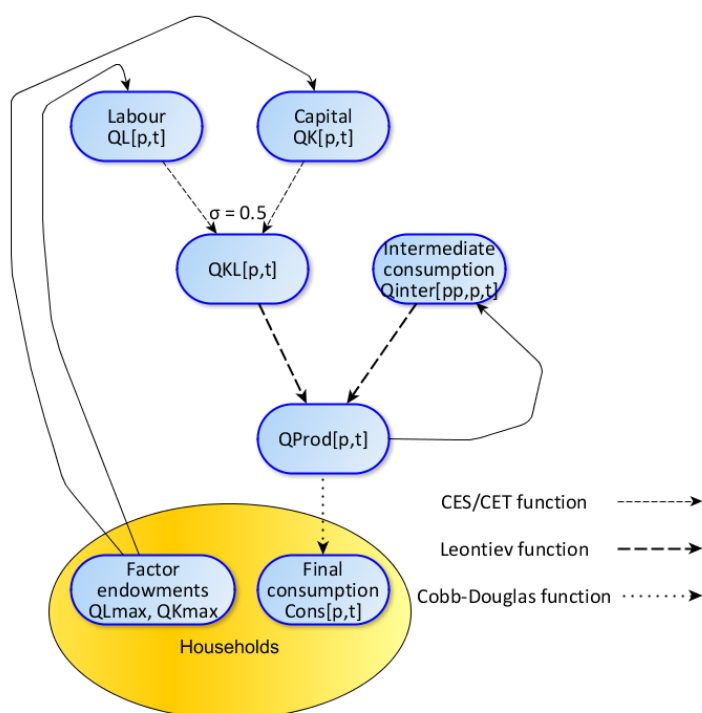 Labour
QL[p,t]
Capital
QK[p,t]
σ = 0.5
QKL[p,t]
Intermediate
consumption
Qinter[pp,p,t]
QProd[p,t]
CES/CET function
Leontiev function
Cobb-Douglas function
Factor
endowments
QLmax, QKmax
Final
consumption
Cons[p,t]
Households